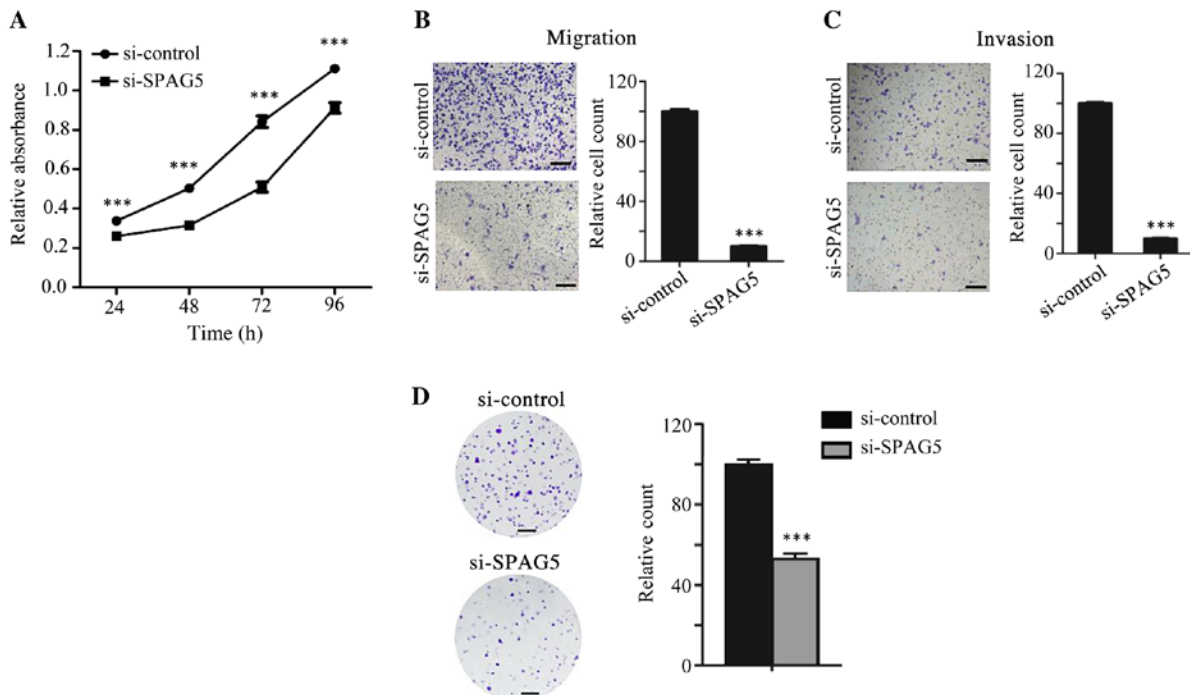 A
si-control
si-SPAG5
Relative absorbance
1.2
1.0
0.8
0.6
0.4
0.2
0.0
***
***
***
***
24
48
72
96
Time (h)
B
Migration
si-control
si-SPAG5
Relative cell count
120
80
40
0
***
si-control
si-SPAG5
C
Invasion
si-control
si-SPAG5
Relative cell count
120
80
40
0
***
si-control
si-SPAG5
D
si-control
si-SPAG5
Relative count
120
80
40
0
***
si-control
si-SPAG5